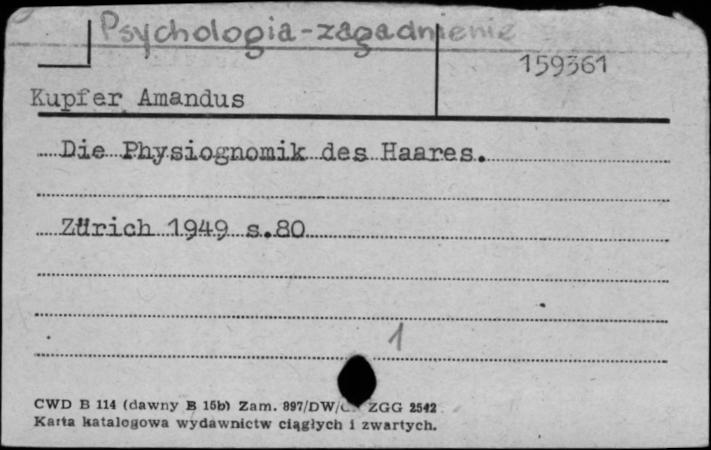 Psychologia-zagadnienie
159361
Kupfer Amandus
Die Physiognomik des Haares.
Zürich 1949 s.80
1
CWD B 114 (dawny B 15b) Zam. 897/DW/ ZGG 2542
Karta katalogowa wydawnictw ciągłych i zwartych.